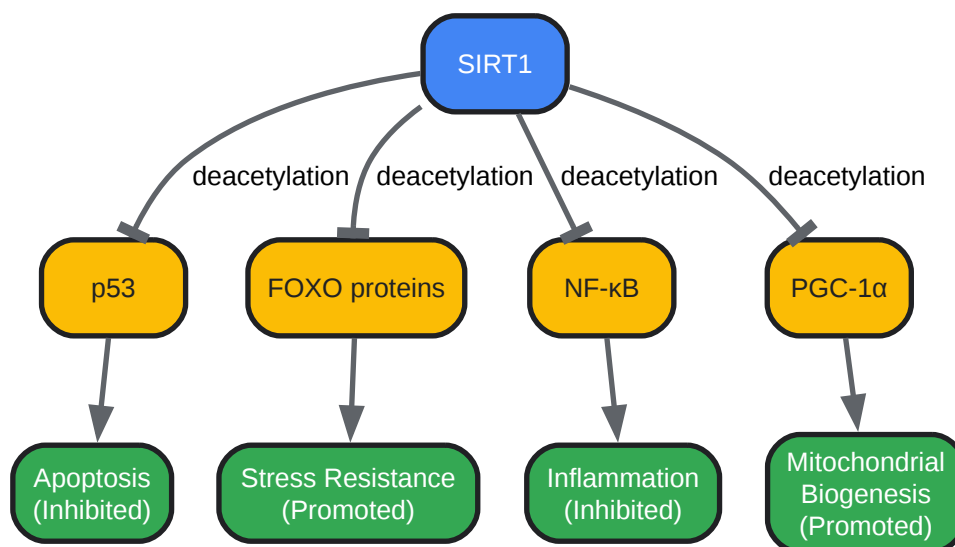 SIRT1
deacetylation deacetylation deacetylation deacetylation
p53 FOXO proteins NF-κB PGC-1α
Apoptosis
(Inhibited)
Stress Resistance
(Promoted)
Inflammation
(Inhibited)
Mitochondrial
Biogenesis
(Promoted)